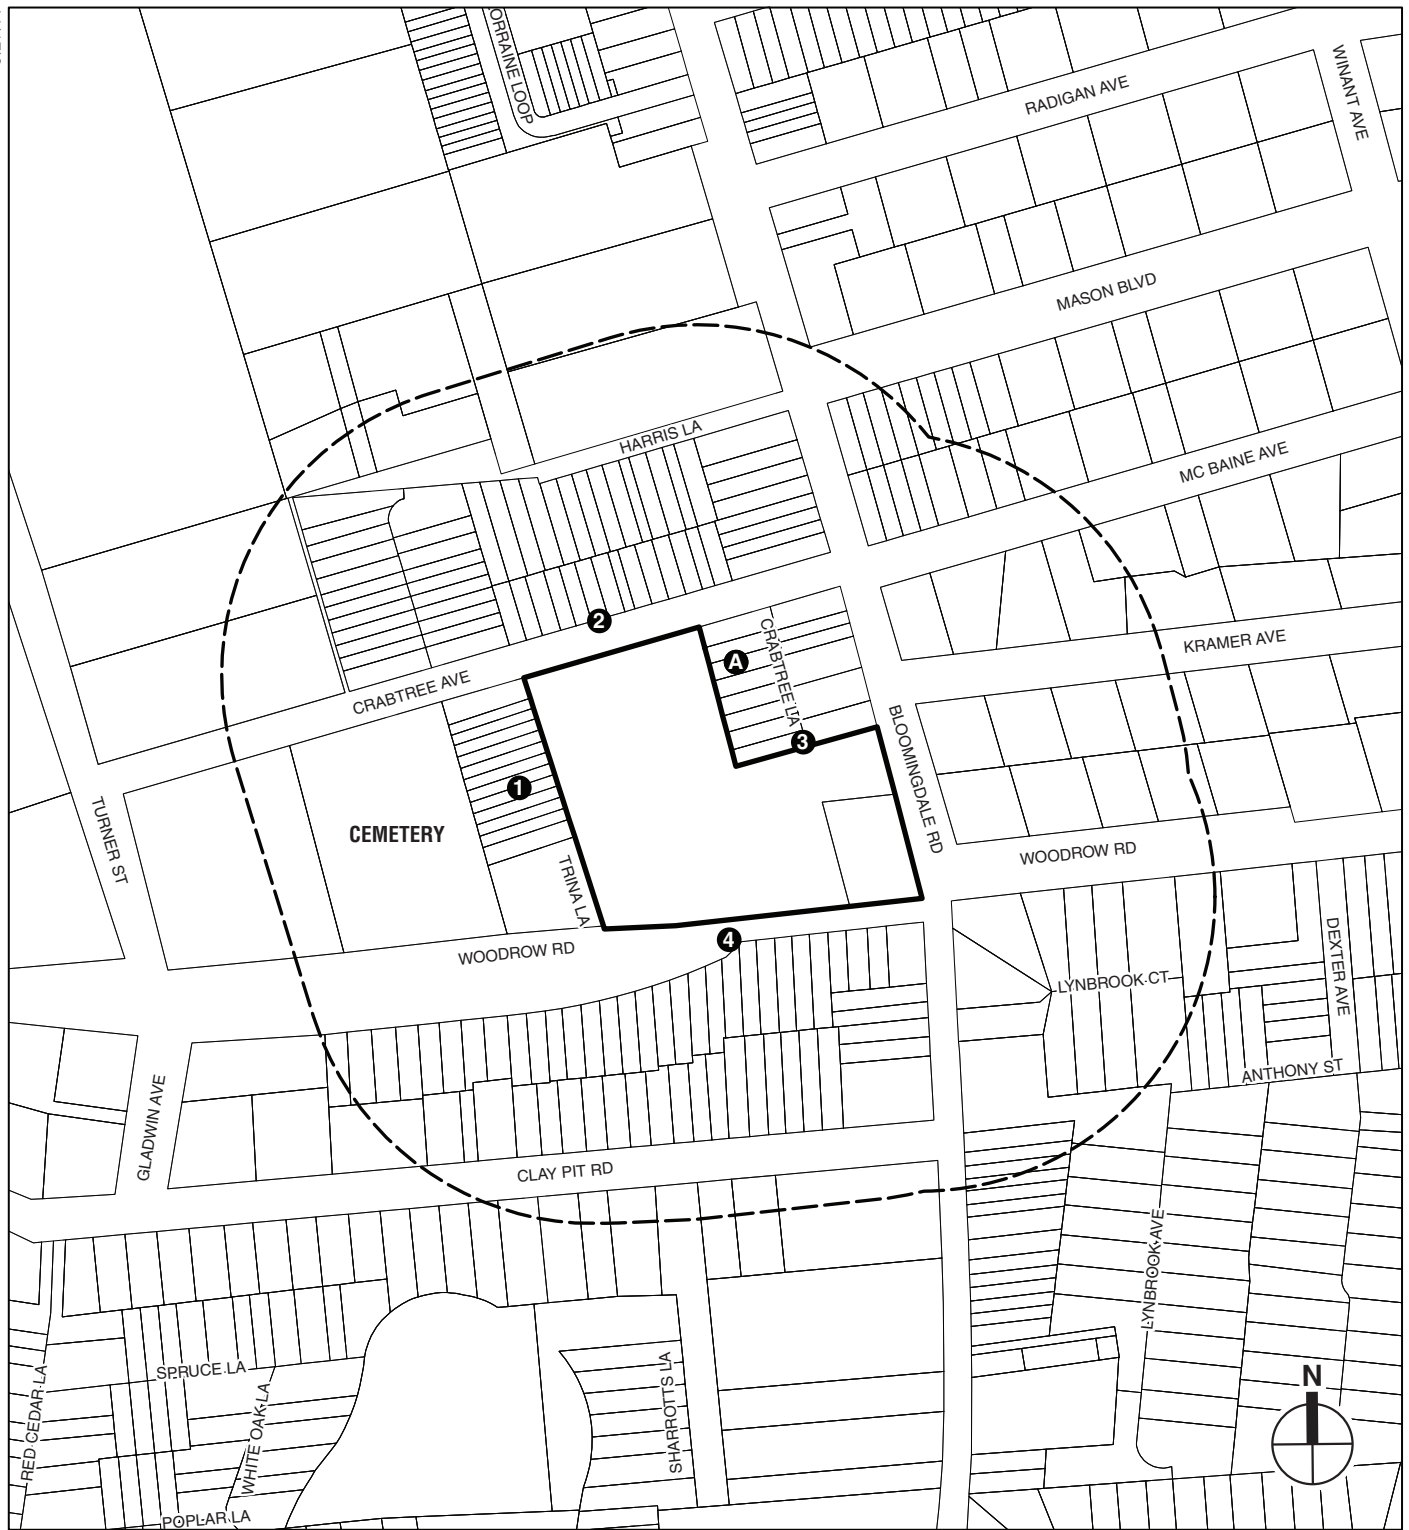 ORRAINE LOOP
RADIGAN AVE
WINANT AVE
MASON BLVD
HARRIS LA
MC BAINE AVE
2
CRABTREE LA
A
KRAMER AVE
CRABTREE AVE
3
BLOOMINGDALE RD
1
TURNER ST
CEMETERY
WOODROW RD
TRINA LA
4
WOODROW RD
DEXTER AVE
LYNBROOK CT
ANTHONY ST
GLADWIN AVE
CLAY PIT RD
LYNBROOK AVE
SPRUCE LA
RED CEDAR LA
WHITE OAK LA
SHARROTTS LA
N
POPLAR LA